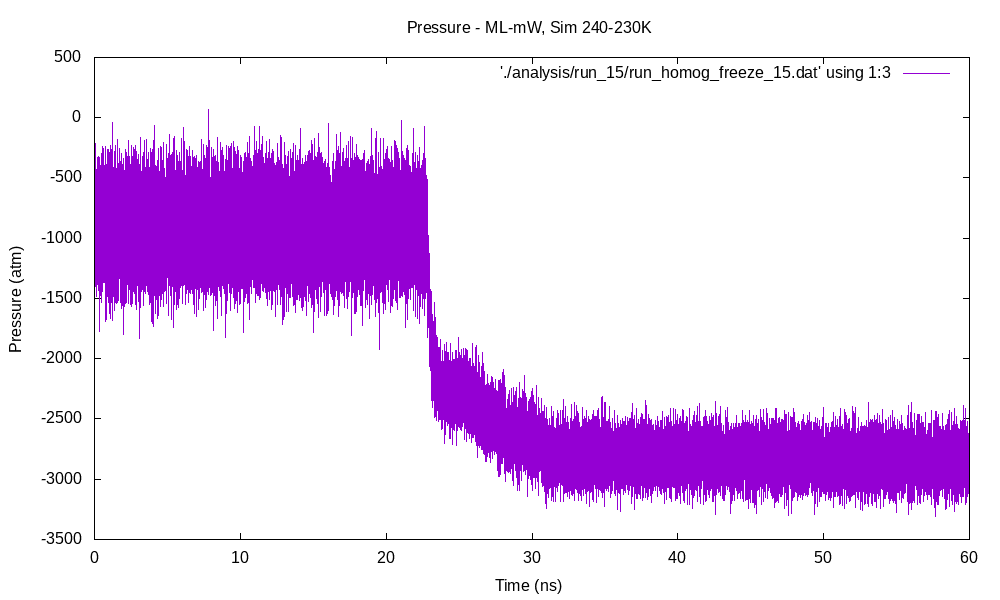 Pressure - ML-mW, Sim 240-230K
'./analysis/run_15/run_homog_freeze_15.dat' using 1:3
500
0
-500
-1000
-1500
-2000
-2500
-3000
-3500
Pressure (atm)
0 10 20 30 40 50 60
Time (ns)